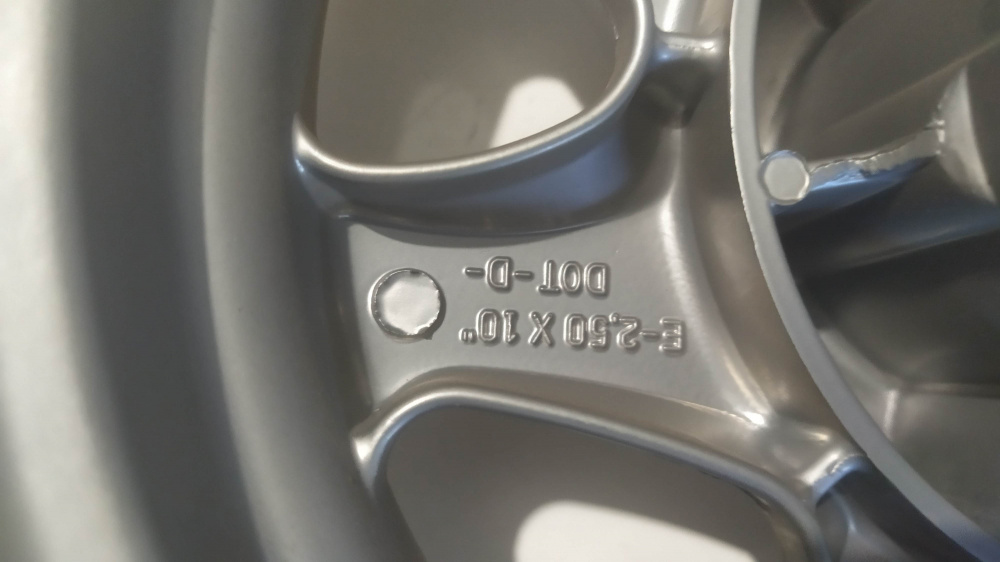 E-2,50 X 10"
DOT-D-